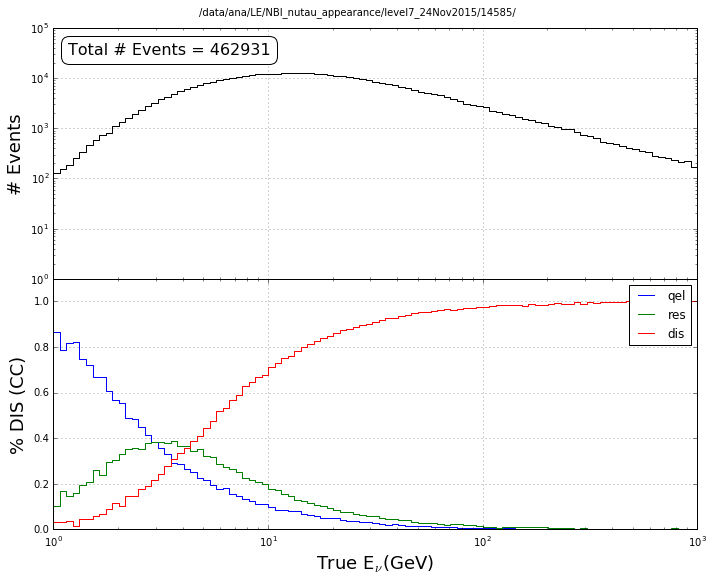 /data/ana/LE/NBI_nutau_appearance/level7_24Nov2015/14585/
10^5
Total # Events = 462931
10^4
10^3
10^2
10^1
10^0
# Events
1.0
0.8
0.6
0.4
0.2
0.0
% DIS (CC)
qel
res
dis
10^0 10^1 10^2 10^3
True E_ν(GeV)